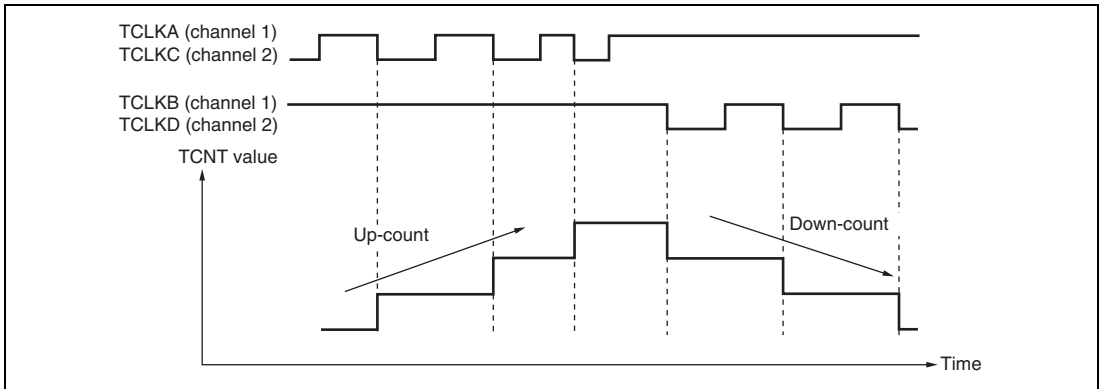 TCLKA (channel 1)
TCLKC (channel 2)
TCLKB (channel 1)
TCLKD (channel 2)
TCNT value
Up-count
Down-count
Time